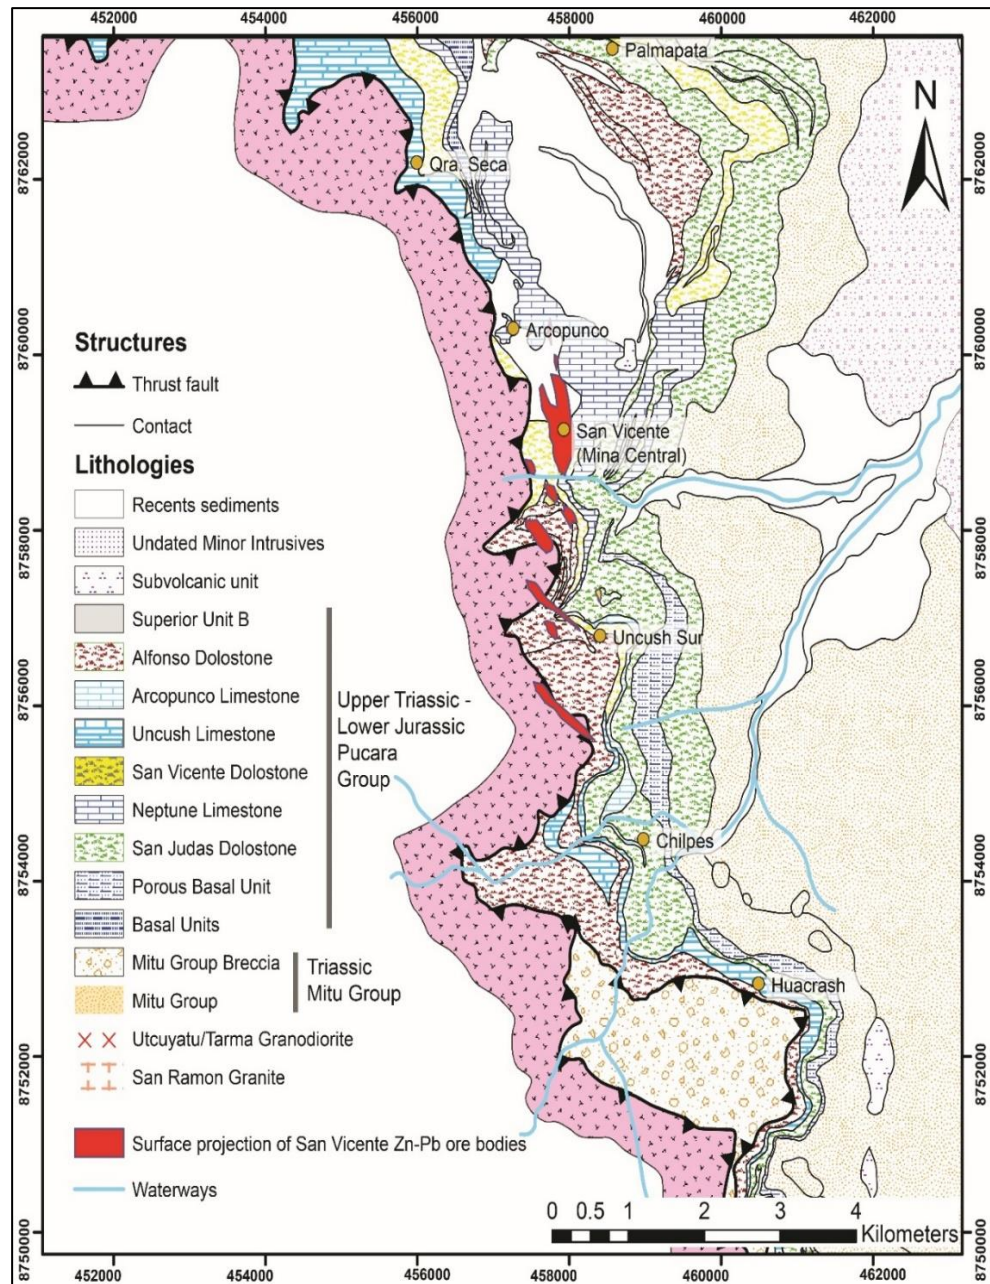 452000
454000
456000
458000
460000
462000
Palmapata
N
8762000
Qra. Seca
8762000
Arcopunco
8760000
8760000
San Vicente
(Mina Central)
8758000
8758000
Uncush Sur
8756000
8756000
Chilpes
8754000
8754000
Huacrash
8752000
8752000
8750000
8750000
Structures
Thrust fault
Contact
Lithologies
Recents sediments
Undated Minor Intrusives
Subvolcanic unit
Superior Unit B
Alfonso Dolostone
Arcopunco Limestone
Uncush Limestone
San Vicente Dolostone
Neptune Limestone
San Judas Dolostone
Porous Basal Unit
Basal Units
Upper Triassic -
Lower Jurassic
Pucara
Group
Mitu Group Breccia
Mitu Group
Triassic
Mitu Group
Utcuyatu/Tarma Granodiorite
San Ramon Granite
Surface projection of San Vicente Zn-Pb ore bodies
Waterways
0 0.5 1 2 3 4
Kilometers
452000
454000
456000
458000
460000
462000